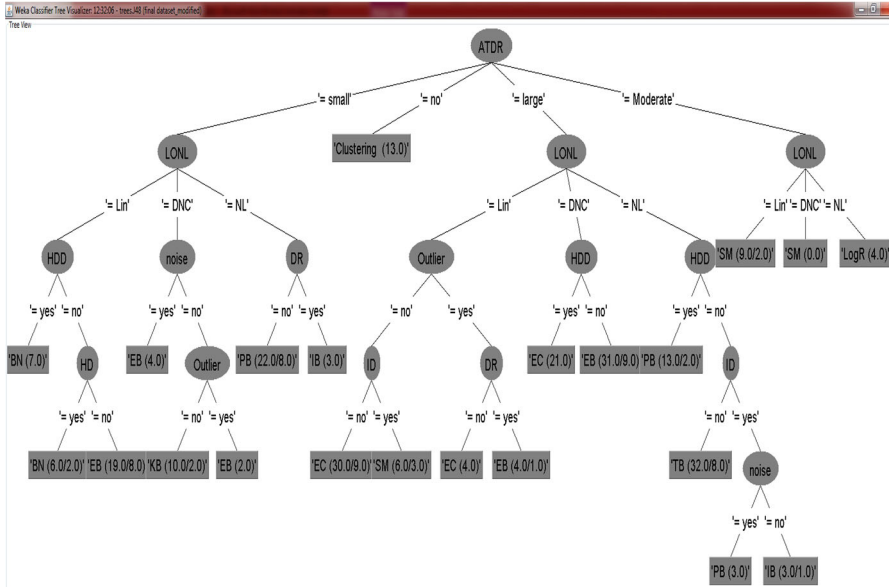 Weka Classifier Tree Visualizer: 12:32:06 - trees.J48 (final dataset_modified)
Tree View
ATDR
'= small' '= no' '= large' '= Moderate'
LONL 'Clustering (13.0)' LONL LONL
'= Lin' '= DNC' '= NL' '= Lin' '= DNC' '= NL' '= Lin' '= DNC' '= NL'
HDD noise DR Outlier HDD HDD 'SM (9.0/2.0)' 'SM (0.0)' 'LogR (4.0)'
'= yes' '= no' '= yes' '= no' '= no' '= yes' '= no' '= yes' '= yes' '= no' '= yes' '= no'
'BN (7.0)' HD 'EB (4.0)' Outlier 'PB (22.0/8.0)' 'IB (3.0)' ID DR 'EC (21.0)' 'EB (31.0/9.0)' 'PB (13.0/2.0)' ID
'= yes' '= no' '= no' '= yes' '= no' '= yes' '= no' '= yes' '= no' '= yes'
'BN (6.0/2.0)' 'EB (19.0/8.0)' 'KB (10.0/2.0)' 'EB (2.0)' 'EC (30.0/9.0)' 'SM (6.0/3.0)' 'EC (4.0)' 'EB (4.0/1.0)' 'TB (32.0/8.0)' noise
'= yes' '= no'
'PB (3.0)' 'IB (3.0/1.0)'